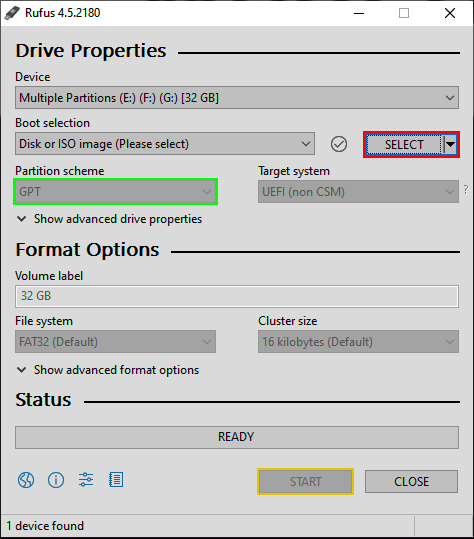 Rufus 4.5.2180
Drive Properties
Device
Multiple Partitions (E:) (F:) (G:) [32 GB]
Boot selection
Disk or ISO image (Please select)
SELECT
Partition scheme
Target system
GPT
UEFI (non CSM)
?
Show advanced drive properties
Format Options
Volume label
32 GB
File system
Cluster size
FAT32 (Default)
16 kilobytes (Default)
Show advanced format options
Status
READY
START
CLOSE
1 device found